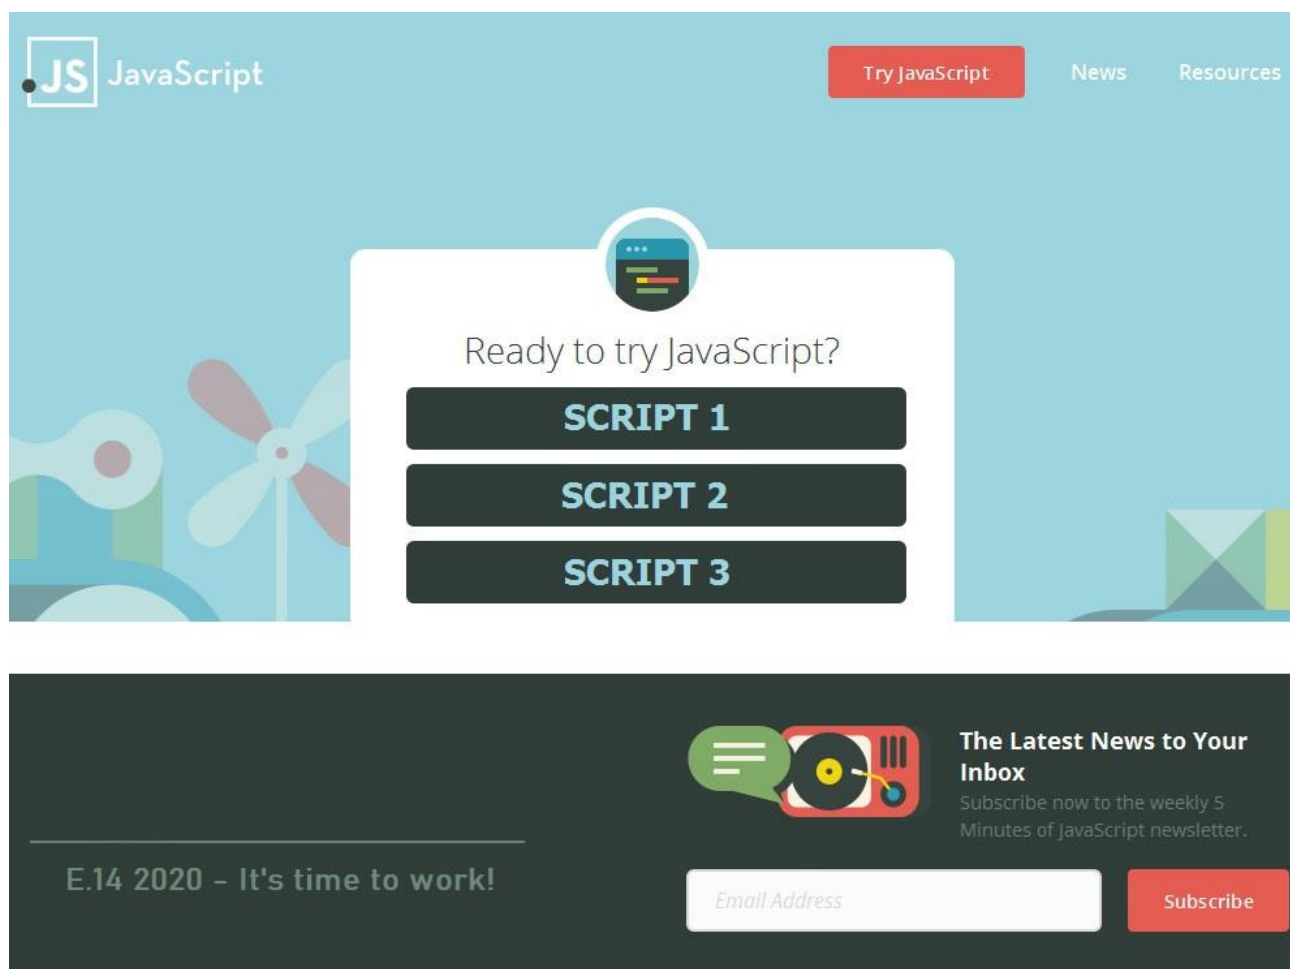 JS JavaScript
Try JavaScript
News
Resources
Ready to try JavaScript?
SCRIPT 1
SCRIPT 2
SCRIPT 3
The Latest News to Your
Inbox
Subscribe now to the weekly 5
Minutes of JavaScript newsletter.
E.14 2020 – It's time to work!
Email Address
Subscribe